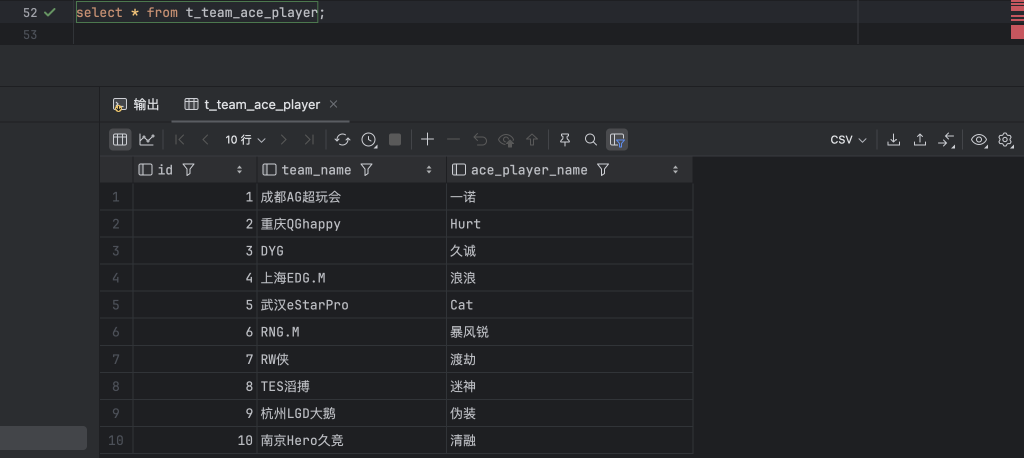 52 select * from t_team_ace_player;
53
输出 t_team_ace_player
10 行 CSV
id team_name ace_player_name
1 1 成都AG超玩会 一诺
2 2 重庆QGhappy Hurt
3 3 DYG 久诚
4 4 上海EDG.M 浪浪
5 5 武汉eStarPro Cat
6 6 RNG.M 暴风锐
7 7 RW侠 渡劫
8 8 TES滔搏 迷神
9 9 杭州LGD大鹅 伪装
10 10 南京Hero久竞 清融